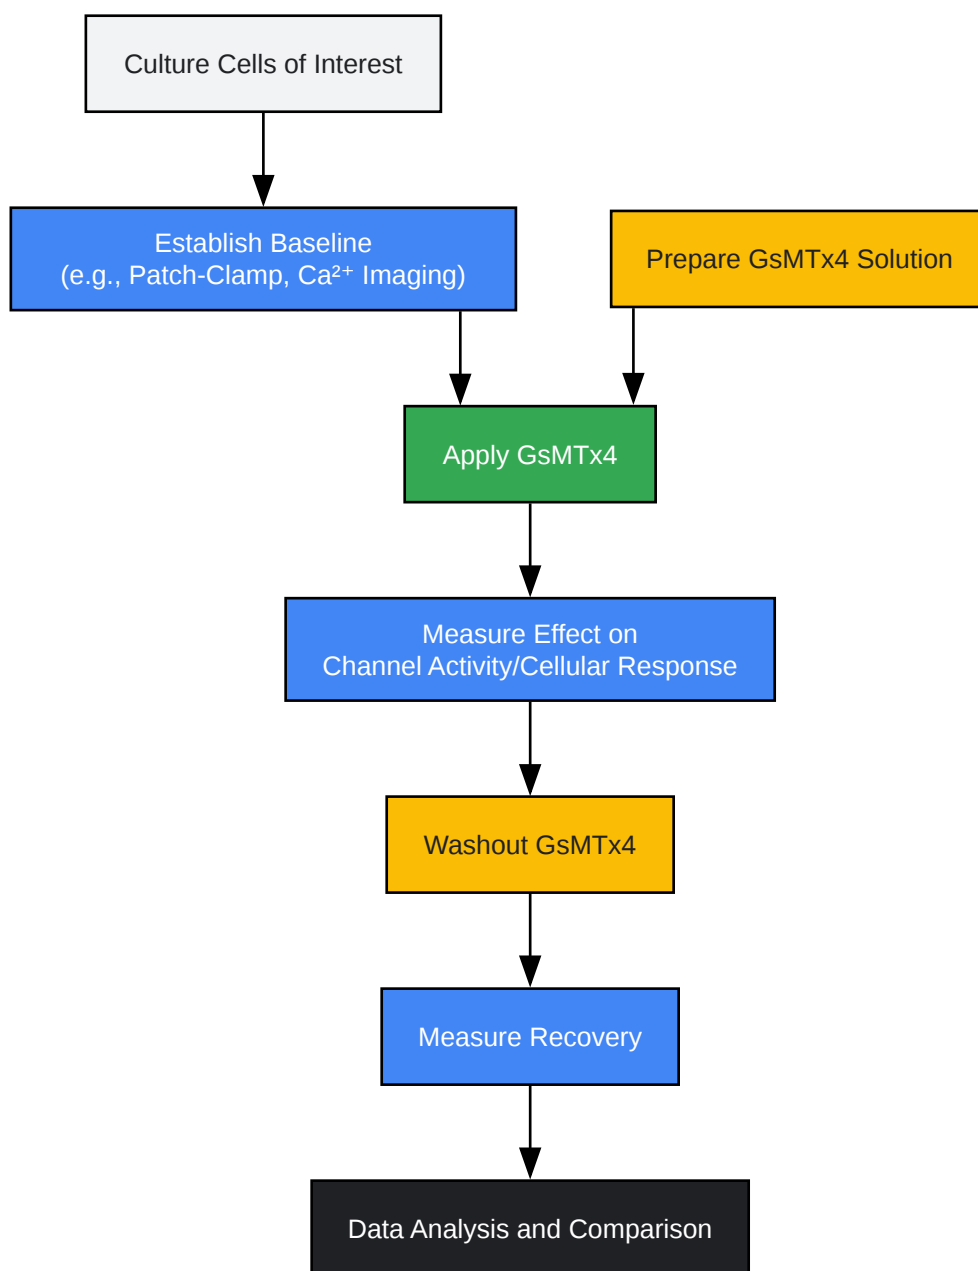 Culture Cells of Interest
Establish Baseline
(e.g., Patch-Clamp, Ca²⁺ Imaging)
Prepare GsMTx4 Solution
Apply GsMTx4
Measure Effect on
Channel Activity/Cellular Response
Washout GsMTx4
Measure Recovery
Data Analysis and Comparison